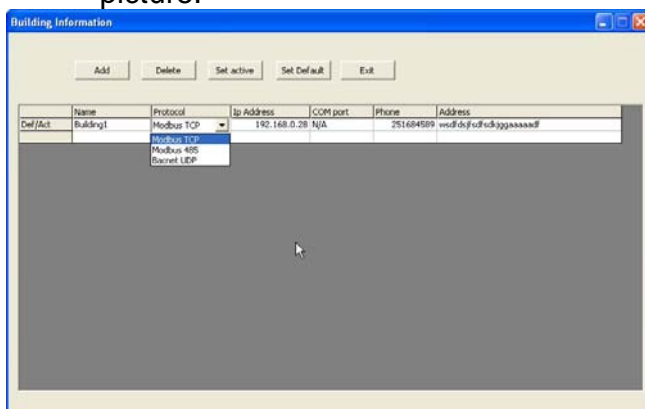 picture.
Building Information
Add Delete Set active Set Default Exit
Name Protocol Ip Address COM port Phone Address
Def/Act Building1 Modbus TCP 192.168.0.28 N/A 251684589
Modbus TCP
Modbus 485
Bacnet UDP